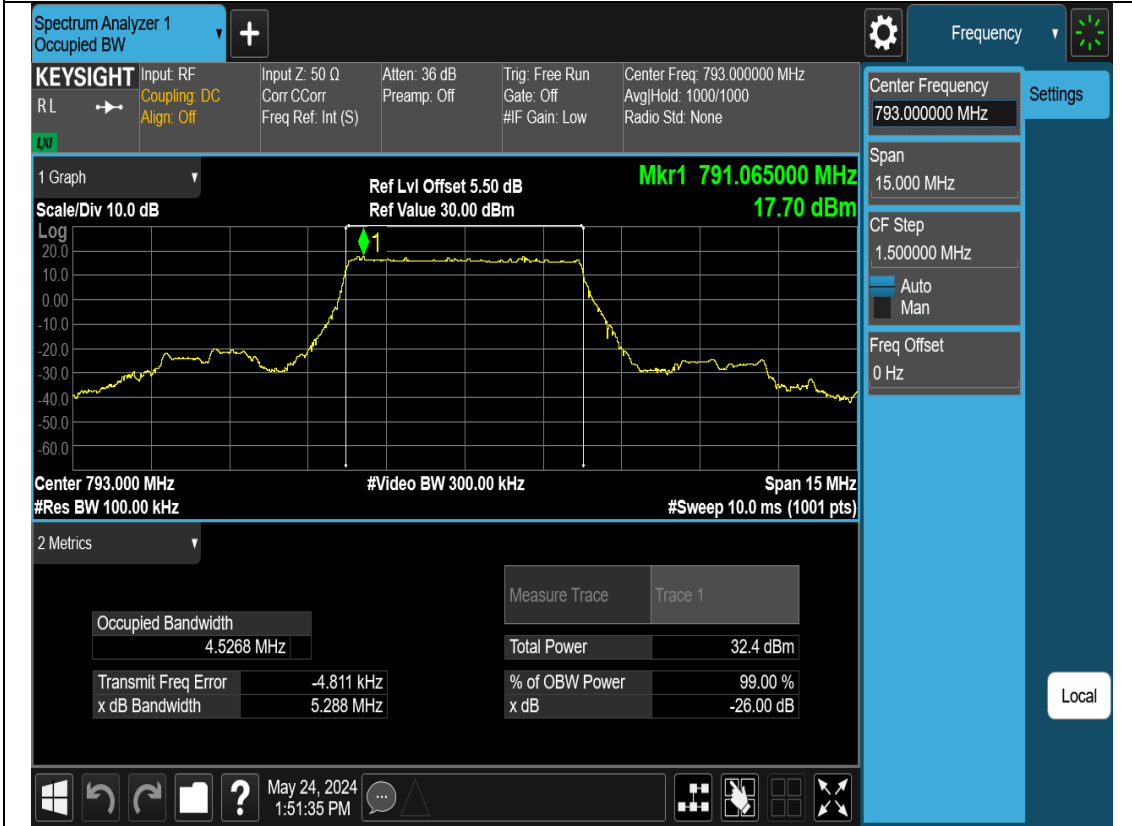 Spectrum Analyzer 1
Occupied BW
Frequency
KEYSIGHT
R L
LXI
Input: RF
Coupling: DC
Align: Off
Input Z: 50 Ω
Corr CCorr
Freq Ref: Int (S)
Atten: 36 dB
Preamp: Off
Trig: Free Run
Gate: Off
#IF Gain: Low
Center Freq: 793.000000 MHz
Avg|Hold: 1000/1000
Radio Std: None
Center Frequency
793.000000 MHz
Settings
Span
15.000 MHz
CF Step
1.500000 MHz
Auto
Man
Freq Offset
0 Hz
Local
1 Graph
Scale/Div 10.0 dB
Ref Lvl Offset 5.50 dB
Ref Value 30.00 dBm
Mkr1 791.065000 MHz
17.70 dBm
Log
1
20.0
10.0
0.00
-10.0
-20.0
-30.0
-40.0
-50.0
-60.0
Center 793.000 MHz
#Video BW 300.00 kHz
Span 15 MHz
#Res BW 100.00 kHz
#Sweep 10.0 ms (1001 pts)
2 Metrics
Measure Trace Trace 1
Occupied Bandwidth
4.5268 MHz
Total Power 32.4 dBm
Transmit Freq Error -4.811 kHz
% of OBW Power 99.00 %
x dB Bandwidth 5.288 MHz
x dB -26.00 dB
?
May 24, 2024
1:51:35 PM